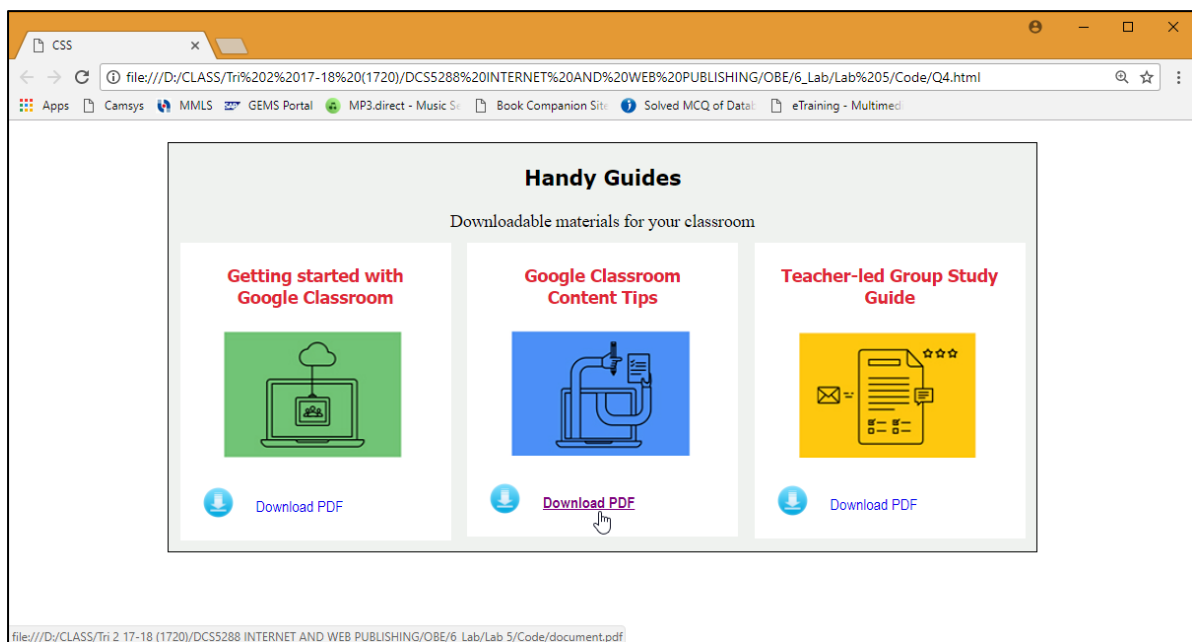 CSS
file:///D:/CLASS/Tri%202%2017-18%20(1720)/DCS5288%20INTERNET%20AND%20WEB%20PUBLISHING/OBE/6_Lab/Lab%205/Code/Q4.html
Apps Camsys MMLS GEMS Portal MP3.direct - Music Se Book Companion Site Solved MCQ of Datab eTraining - Multimedi
Handy Guides
Downloadable materials for your classroom
Getting started with
Google Classroom
Download PDF
Google Classroom
Content Tips
Download PDF
Teacher-led Group Study
Guide
Download PDF
file:///D:/CLASS/Tri 2 17-18 (1720)/DCS5288 INTERNET AND WEB PUBLISHING/OBE/6_Lab/Lab 5/Code/document.pdf